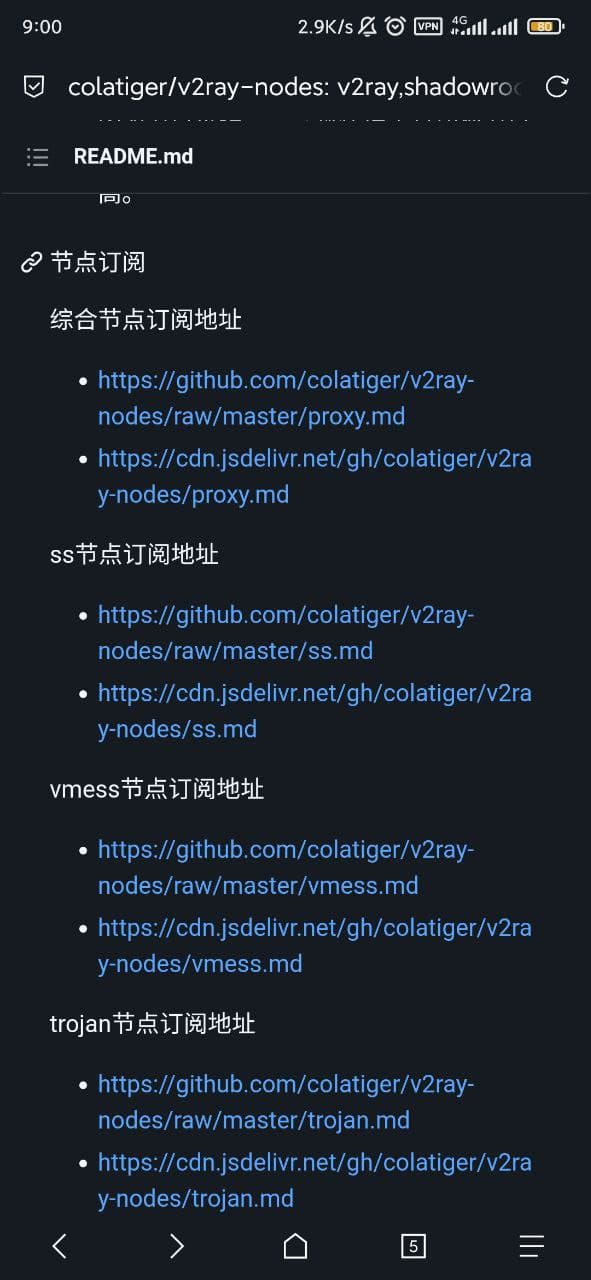 9:00 2.9K/s VPN 4G 80
colatiger/v2ray-nodes: v2ray,shadowro
README.md
高。
节点订阅
综合节点订阅地址
https://github.com/colatiger/v2ray-
nodes/raw/master/proxy.md
https://cdn.jsdelivr.net/gh/colatiger/v2ra
y-nodes/proxy.md
ss节点订阅地址
https://github.com/colatiger/v2ray-
nodes/raw/master/ss.md
https://cdn.jsdelivr.net/gh/colatiger/v2ra
y-nodes/ss.md
vmess节点订阅地址
https://github.com/colatiger/v2ray-
nodes/raw/master/vmess.md
https://cdn.jsdelivr.net/gh/colatiger/v2ra
y-nodes/vmess.md
trojan节点订阅地址
https://github.com/colatiger/v2ray-
nodes/raw/master/trojan.md
https://cdn.jsdelivr.net/gh/colatiger/v2ra
y-nodes/trojan.md
5